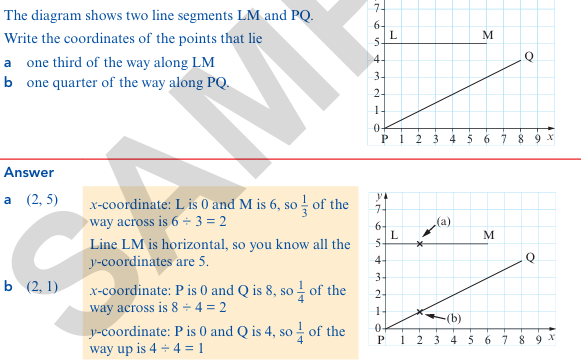 The diagram shows two line segments LM and PQ.
Write the coordinates of the points that lie
a one third of the way along LM
b one quarter of the way along PQ.
7
6
5
4
3
2
1
0
L M
Q
P 1 2 3 4 5 6 7 8 9 x
Answer
a (2, 5)
x-coordinate: L is 0 and M is 6, so 1/3 of the
way across is 6 ÷ 3 = 2
Line LM is horizontal, so you know all the
y-coordinates are 5.
b (2, 1)
x-coordinate: P is 0 and Q is 8, so 1/4 of the
way across is 8 ÷ 4 = 2
y-coordinate: P is 0 and Q is 4, so 1/4 of the
way up is 4 ÷ 4 = 1
y
7
6
5
4
3
2
1
0
(a)
L M
Q
(b)
P 1 2 3 4 5 6 7 8 9 x